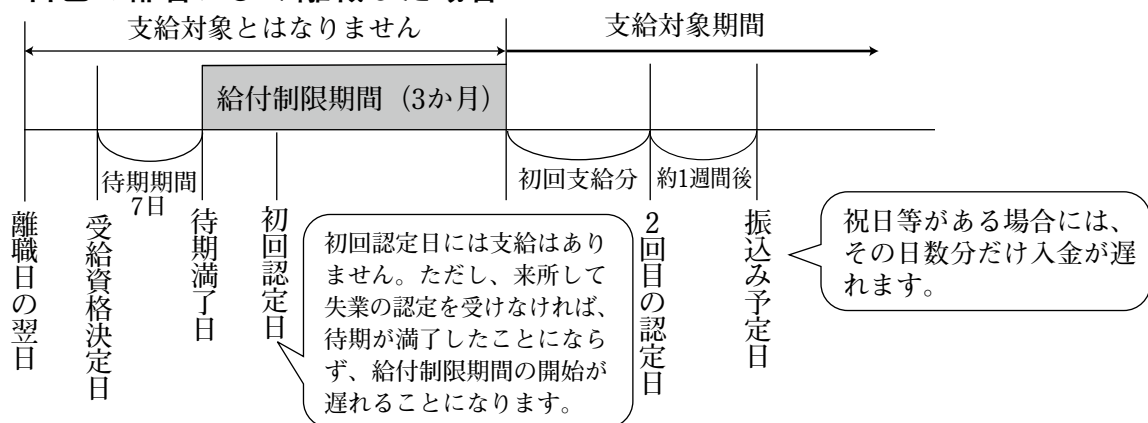 支給対象とはなりません
支給対象期間
給付制限期間(3か月)
待期期間
7日
初回支給分
約1週間後
離職日の翌日
受給資格決定日
待期満了日
初回認定日
初回認定日には支給はあり
ません。ただし、来所して
失業の認定を受けなければ、
待期が満了したことになら
ず、給付制限期間の開始が
遅れることになります。
2回目の認定日
振込み予定日
祝日等がある場合には、
その日数分だけ入金が遅
れます。